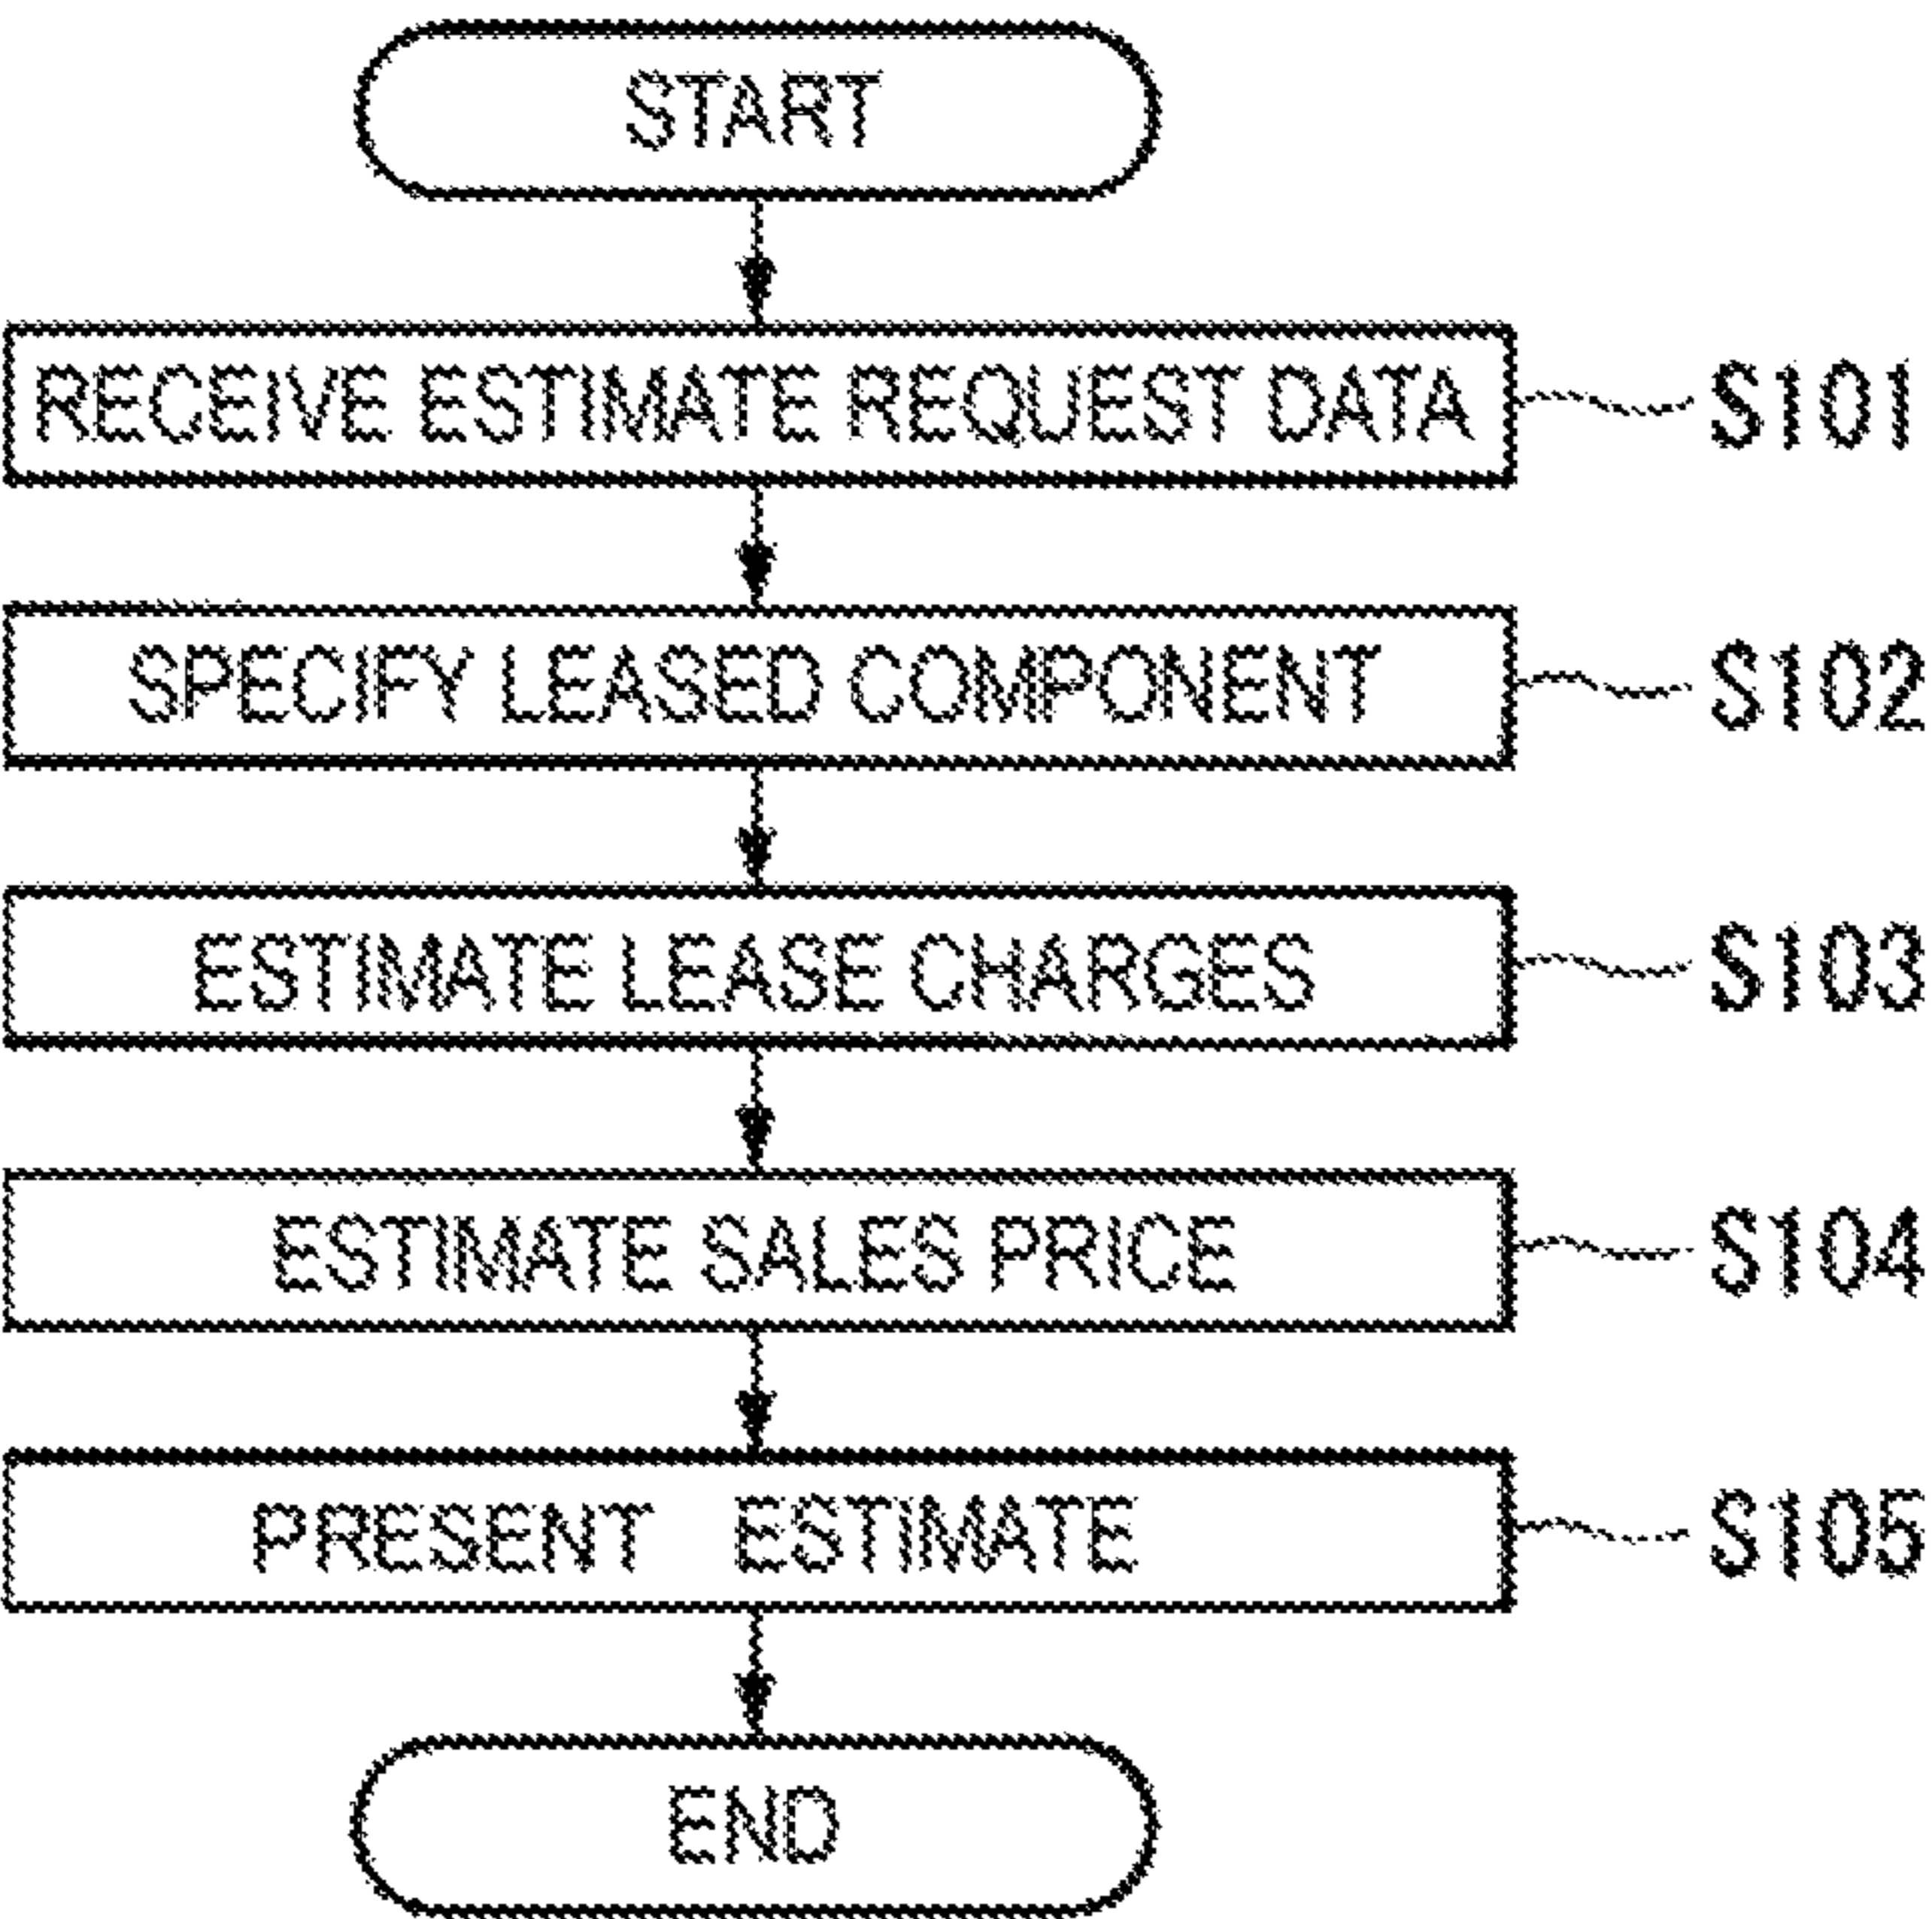 START
RECEIVE ESTIMATE REQUEST DATA S101
SPECIFY LEASED COMPONENT S102
ESTIMATE LEASE CHARGES S103
ESTIMATE SALES PRICE S104
PRESENT ESTIMATE S105
END